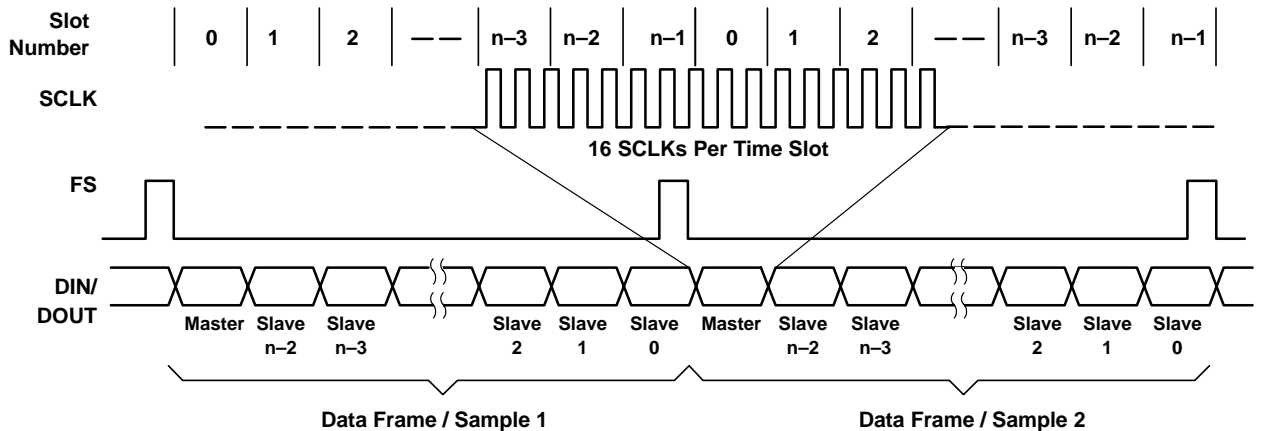 Slot
Number
0 1 2 — — n–3 n–2 n–1 0 1 2 — — n–3 n–2 n–1
SCLK
16 SCLKs Per Time Slot
FS
DIN/
DOUT
Master Slave Slave Slave Slave Slave Master Slave Slave Slave Slave Slave
n–2 n–3 2 1 0 n–2 n–3 2 1 0
Data Frame / Sample 1 Data Frame / Sample 2